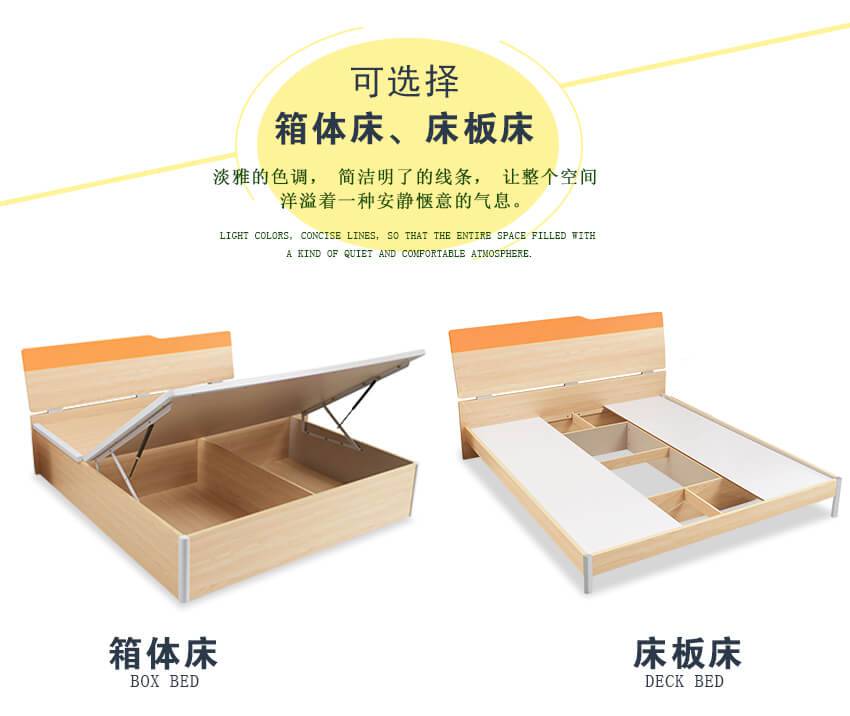 可选择
箱体床、床板床
淡雅的色调， 简洁明了的线条， 让整个空间
洋溢着一种安静惬意的气息。
LIGHT COLORS, CONCISE LINES, SO THAT THE ENTIRE SPACE FILLED WITH
A KIND OF QUIET AND COMFORTABLE ATMOSPHERE.
箱体床
BOX BED
床板床
DECK BED